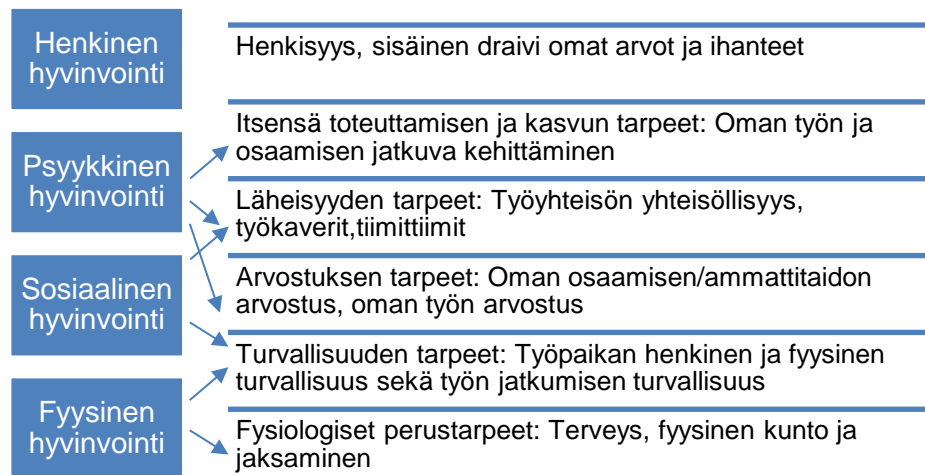 Henkinen
hyvinvointi
Henkisyys, sisäinen draivi omat arvot ja ihanteet
Psyykkinen
hyvinvointi
Itsensä toteuttamisen ja kasvun tarpeet: Oman työn ja
osaamisen jatkuva kehittäminen
Läheisyyden tarpeet: Työyhteisön yhteisöllisyys,
työkaverit,tiimittiimit
Sosiaalinen
hyvinvointi
Arvostuksen tarpeet: Oman osaamisen/ammattitaidon
arvostus, oman työn arvostus
Turvallisuuden tarpeet: Työpaikan henkinen ja fyysinen
turvallisuus sekä työn jatkumisen turvallisuus
Fyysinen
hyvinvointi
Fysiologiset perustarpeet: Terveys, fyysinen kunto ja
jaksaminen